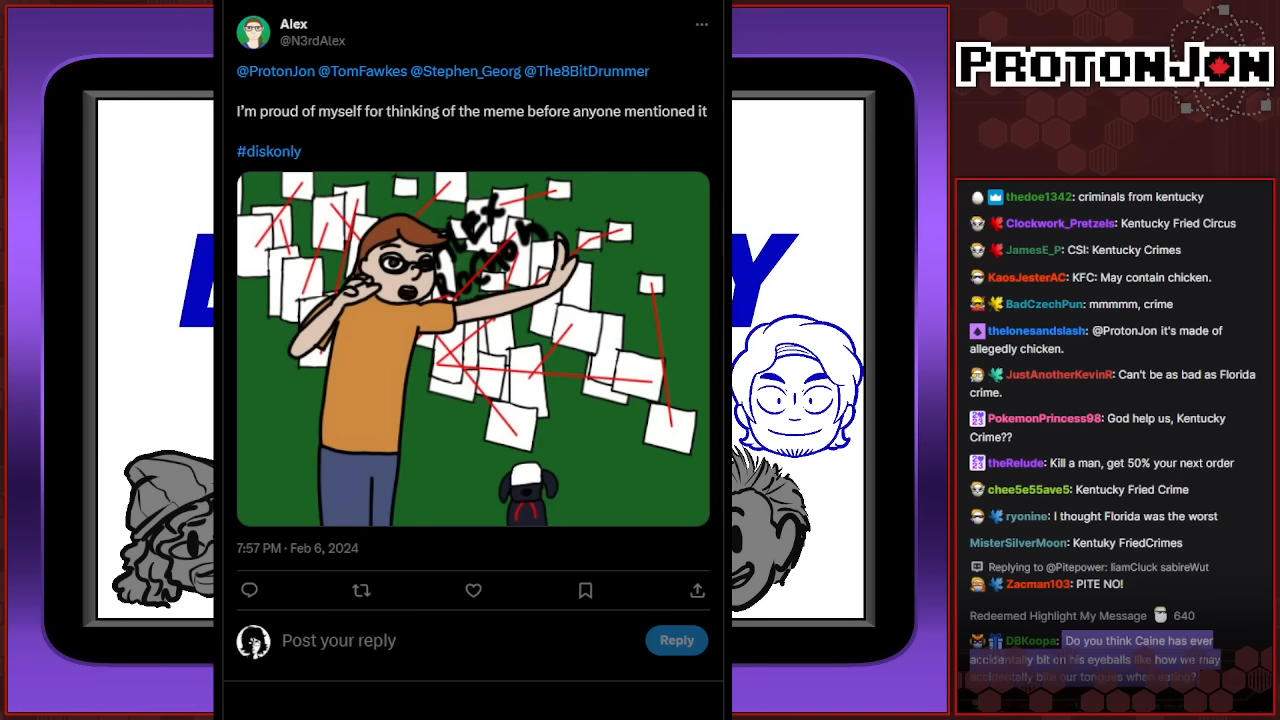 Alex
@N3rdAlex
@ProtonJon @TomFawkes @Stephen_Georg @The8BitDrummer
I'm proud of myself for thinking of the meme before anyone mentioned it
#diskonly
7:57 PM · Feb 6, 2024
Post your reply
Reply
PROTONJON
thedoe1342: criminals from kentucky
Clockwork_Pretzels: Kentucky Fried Circus
JamesE_P: CSI: Kentucky Crimes
KaosJesterAC: KFC: May contain chicken.
BadCzechPun: mmmmm, crime
thelonesandslash: @ProtonJon it's made of
allegedly chicken.
JustAnotherKevinR: Can't be as bad as Florida
crime.
PokemonPrincess98: God help us, Kentucky
Crime??
theRelude: Kill a man, get 50% your next order
chee5e55ave5: Kentucky Fried Crime
ryonine: I thought Florida was the worst
MisterSilverMoon: Kentuky FriedCrimes
Replying to @Pitepower: liamCluck sabireWut
Zacman103: PITE NO!
Redeemed Highlight My Message 640
DBKoopa: Do you think Caine has ever
accidentally bit on his eyeballs like how we may
accidentally bite our tongues when eating?